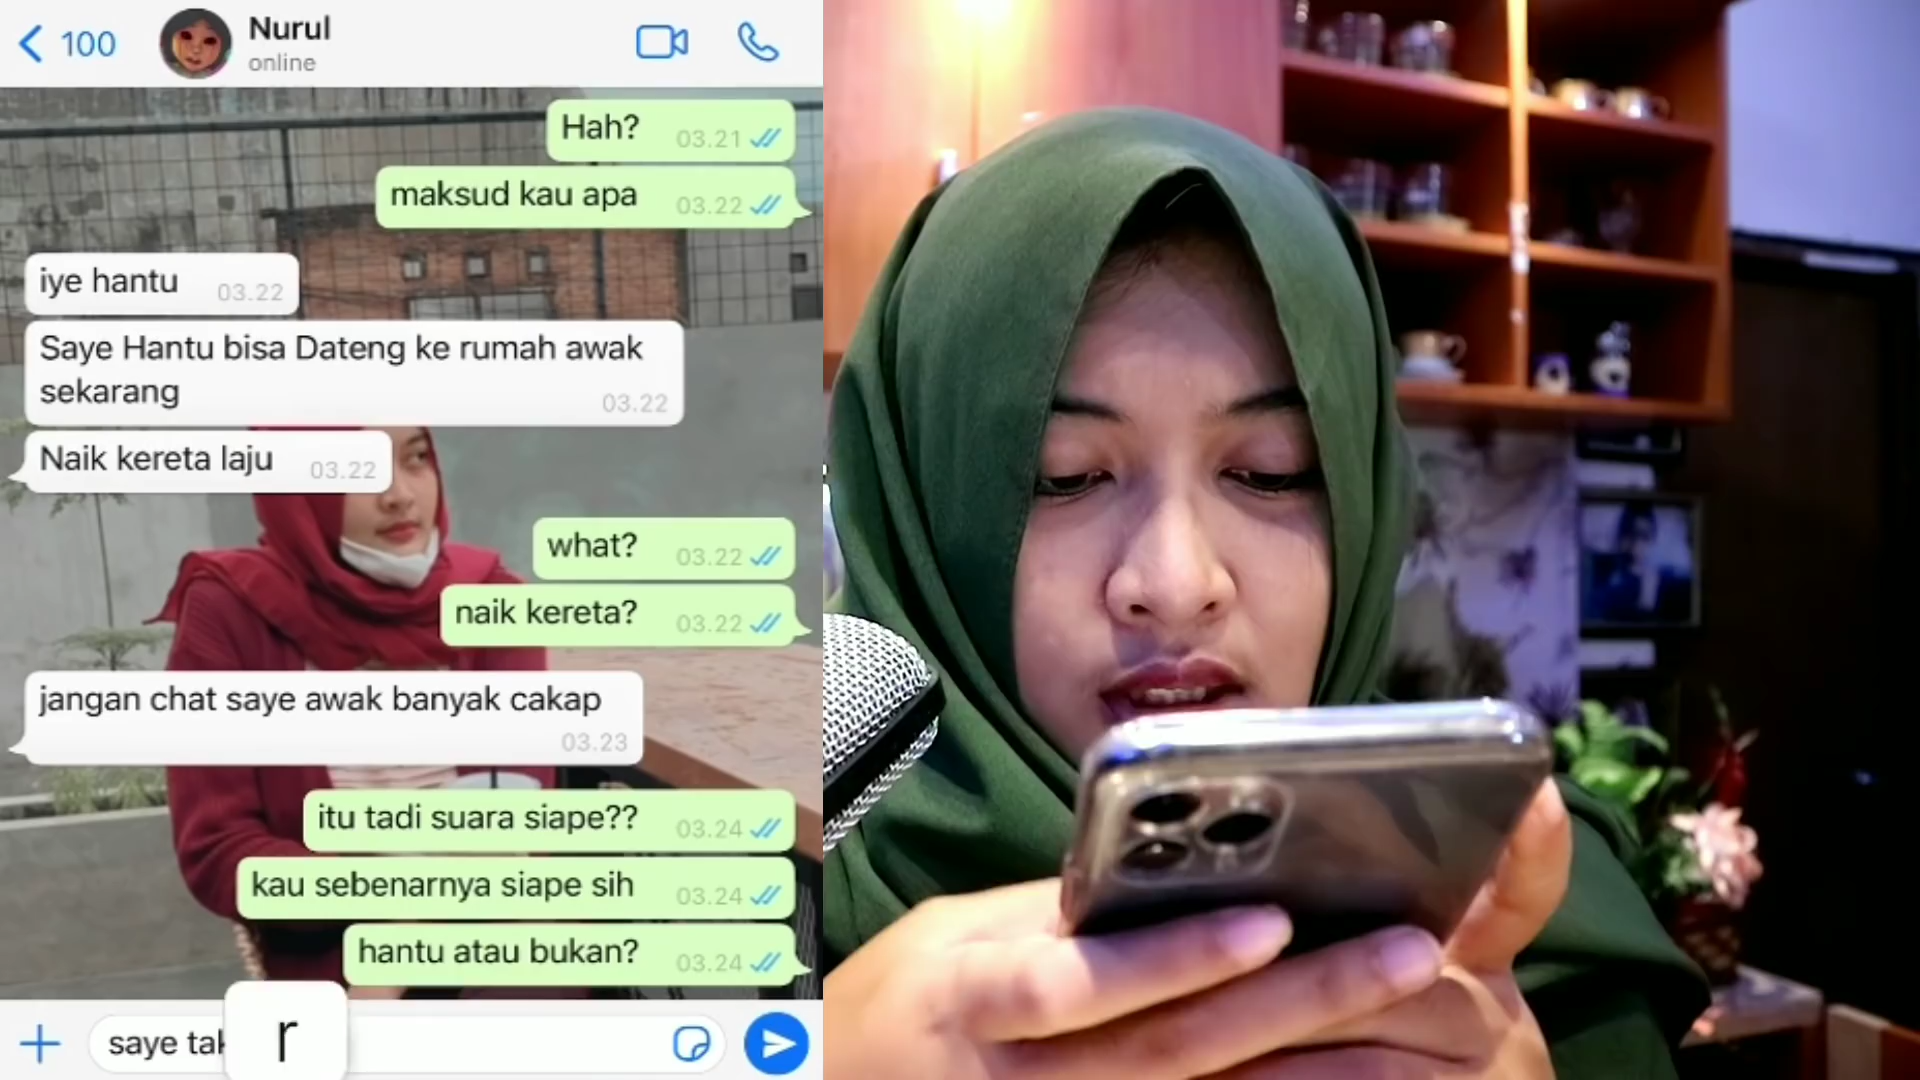 100
Nurul
online
Hah? 03.21
maksud kau apa 03.22
iye hantu 03.22
Saye Hantu bisa Dateng ke rumah awak
sekarang 03.22
Naik kereta laju 03.22
what? 03.22
naik kereta? 03.22
jangan chat saye awak banyak cakap
03.23
itu tadi suara siape?? 03.24
kau sebenarnya siape sih 03.24
hantu atau bukan? 03.24
saye tak
r